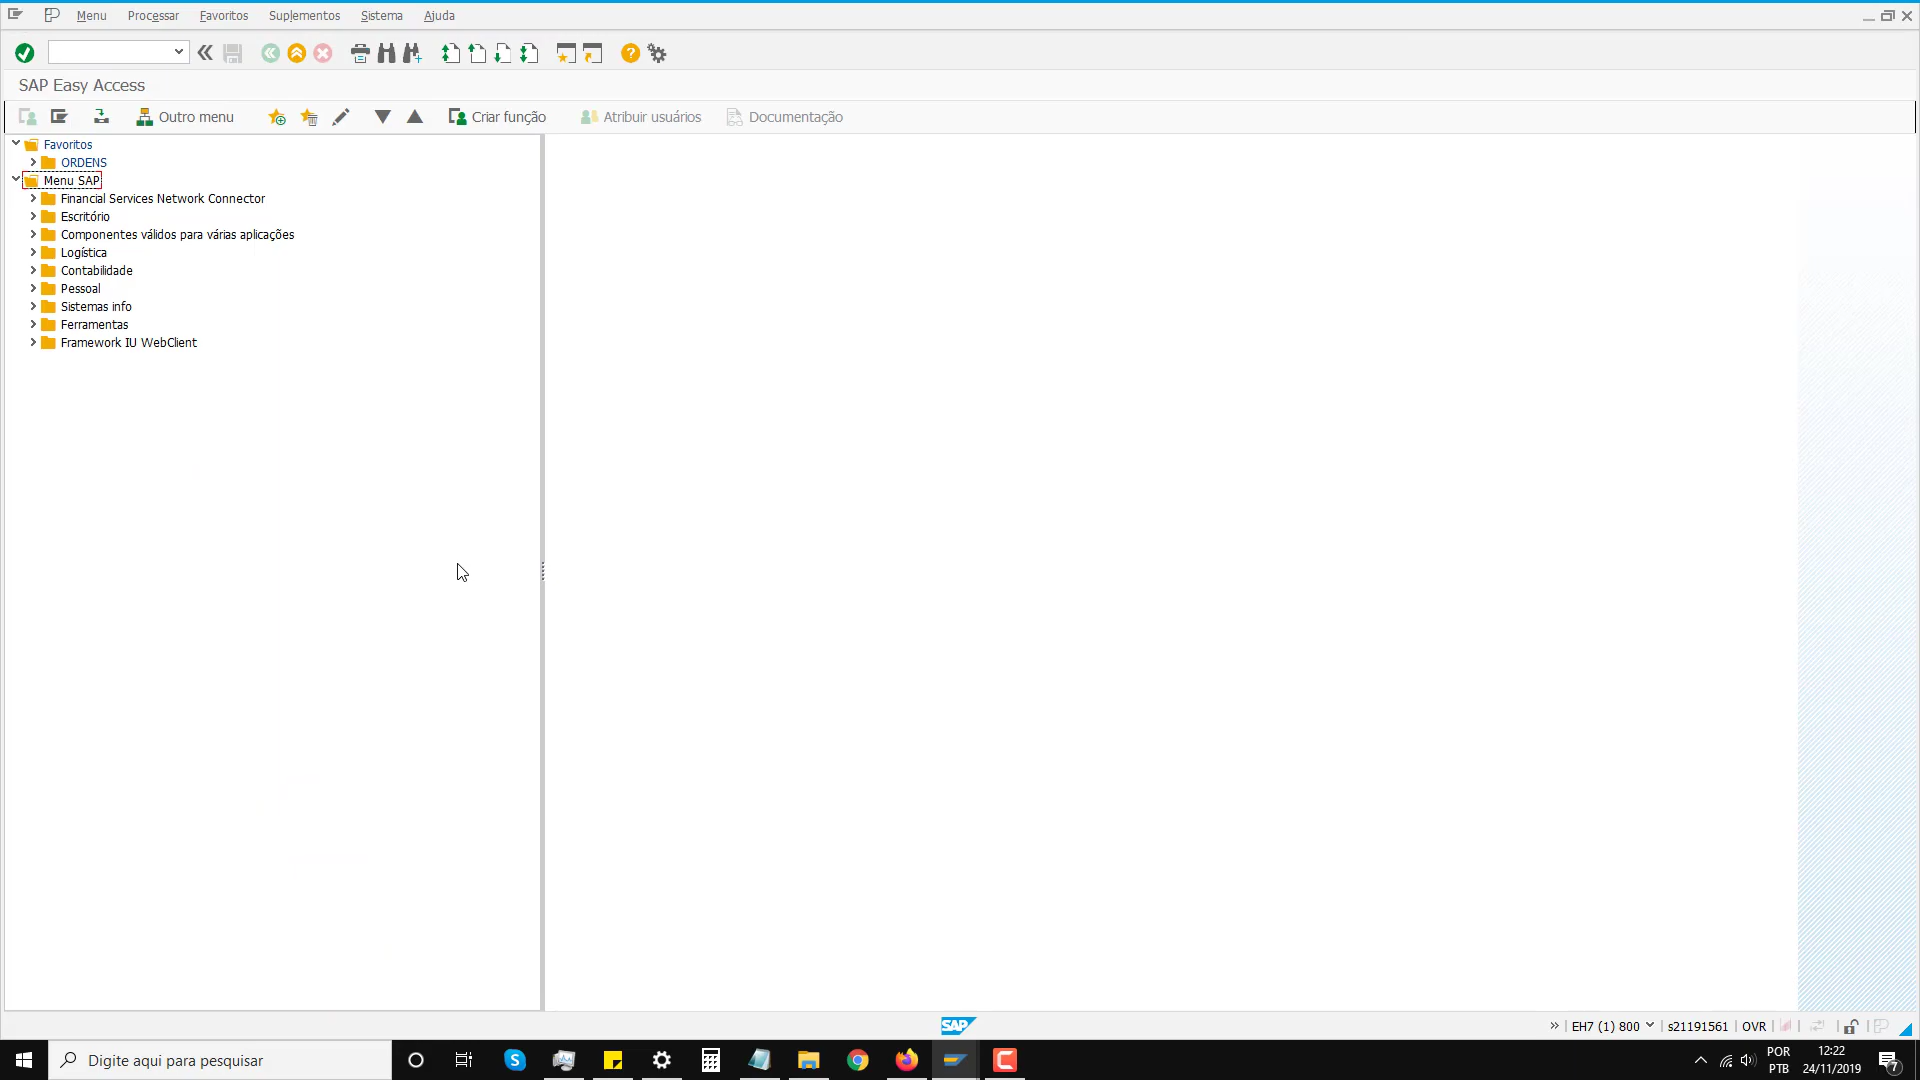 Menu Processar Favoritos Suplementos Sistema Ajuda
SAP Easy Access
Outro menu Criar função Atribuir usuários Documentação
Favoritos
ORDENS
Menu SAP
Financial Services Network Connector
Escritório
Componentes válidos para várias aplicações
Logística
Contabilidade
Pessoal
Sistemas info
Ferramentas
Framework IU WebClient
SAP
EH7 (1) 800 s21191561 OVR
Digite aqui para pesquisar
POR
PTB
12:22
24/11/2019
7